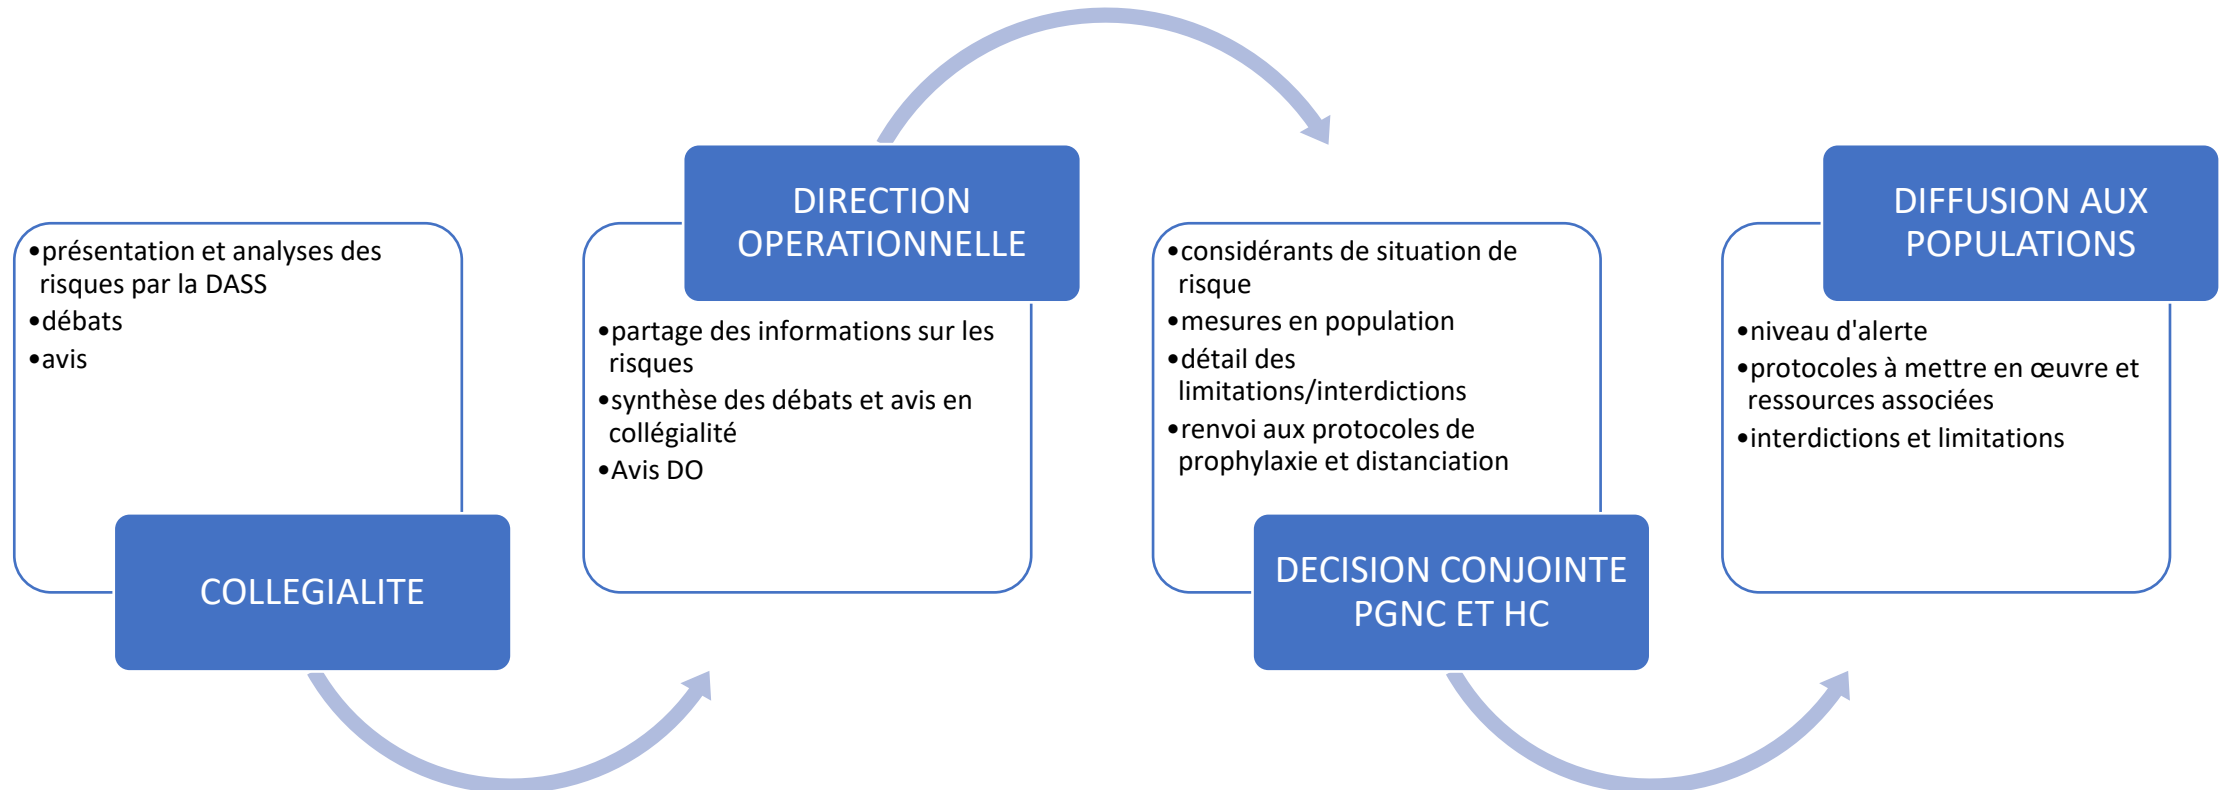 •présentation et analyses des
risques par la DASS
•débats
•avis
COLLEGIALITE
DIRECTION
OPERATIONNELLE
•partage des informations sur les
risques
•synthèse des débats et avis en
collégialité
•Avis DO
•considérants de situation de
risque
•mesures en population
•détail des
limitations/interdictions
•renvoi aux protocoles de
prophylaxie et distanciation
DECISION CONJOINTE
PGNC ET HC
DIFFUSION AUX
POPULATIONS
•niveau d'alerte
•protocoles à mettre en œuvre et
ressources associées
•interdictions et limitations